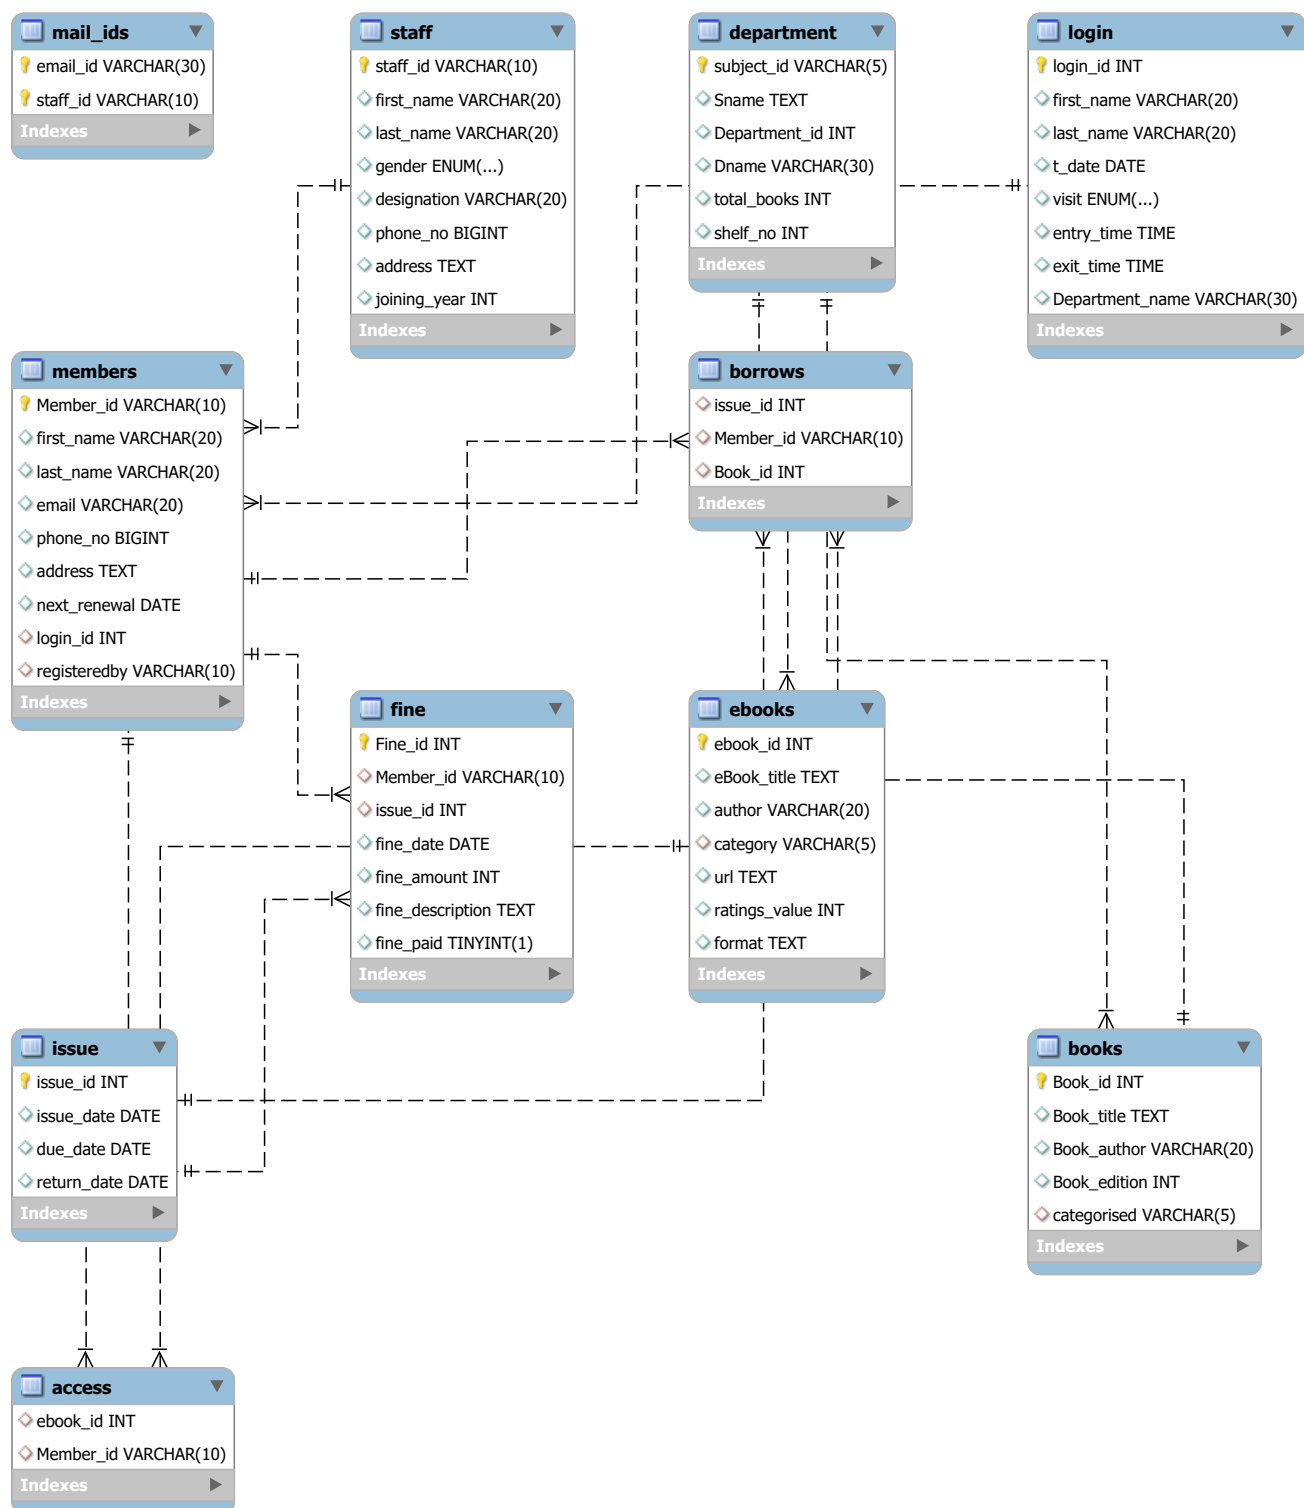 mail_ids
email_id VARCHAR(30)
staff_id VARCHAR(10)
Indexes
staff
staff_id VARCHAR(10)
first_name VARCHAR(20)
last_name VARCHAR(20)
gender ENUM(...)
designation VARCHAR(20)
phone_no BIGINT
address TEXT
joining_year INT
Indexes
department
subject_id VARCHAR(5)
Sname TEXT
Department_id INT
Dname VARCHAR(30)
total_books INT
shelf_no INT
Indexes
login
login_id INT
first_name VARCHAR(20)
last_name VARCHAR(20)
t_date DATE
visit ENUM(...)
entry_time TIME
exit_time TIME
Department_name VARCHAR(30)
Indexes
members
Member_id VARCHAR(10)
first_name VARCHAR(20)
last_name VARCHAR(20)
email VARCHAR(20)
phone_no BIGINT
address TEXT
next_renewal DATE
login_id INT
registeredby VARCHAR(10)
Indexes
borrows
issue_id INT
Member_id VARCHAR(10)
Book_id INT
Indexes
fine
Fine_id INT
Member_id VARCHAR(10)
issue_id INT
fine_date DATE
fine_amount INT
fine_description TEXT
fine_paid TINYINT(1)
Indexes
ebooks
ebook_id INT
eBook_title TEXT
author VARCHAR(20)
category VARCHAR(5)
url TEXT
ratings_value INT
format TEXT
Indexes
issue
issue_id INT
issue_date DATE
due_date DATE
return_date DATE
Indexes
books
Book_id INT
Book_title TEXT
Book_author VARCHAR(20)
Book_edition INT
categorised VARCHAR(5)
Indexes
access
ebook_id INT
Member_id VARCHAR(10)
Indexes